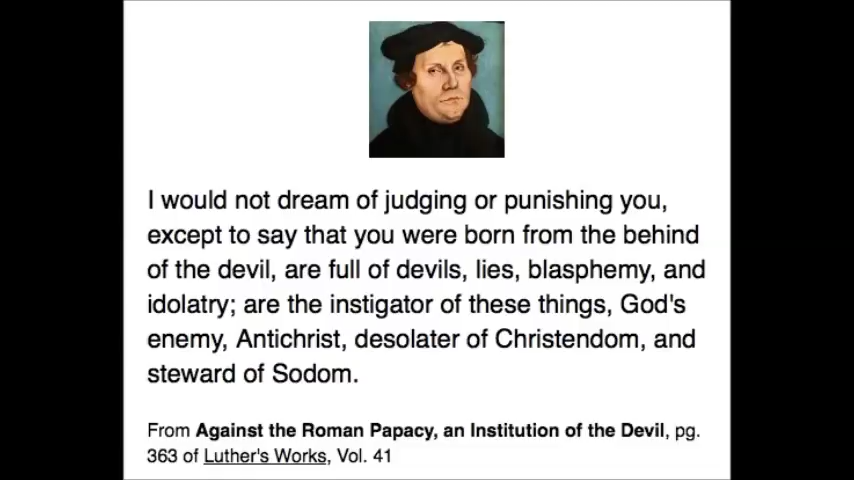 I would not dream of judging or punishing you,
except to say that you were born from the behind
of the devil, are full of devils, lies, blasphemy, and
idolatry; are the instigator of these things, God's
enemy, Antichrist, desolater of Christendom, and
steward of Sodom.
From Against the Roman Papacy, an Institution of the Devil, pg.
363 of Luther's Works, Vol. 41